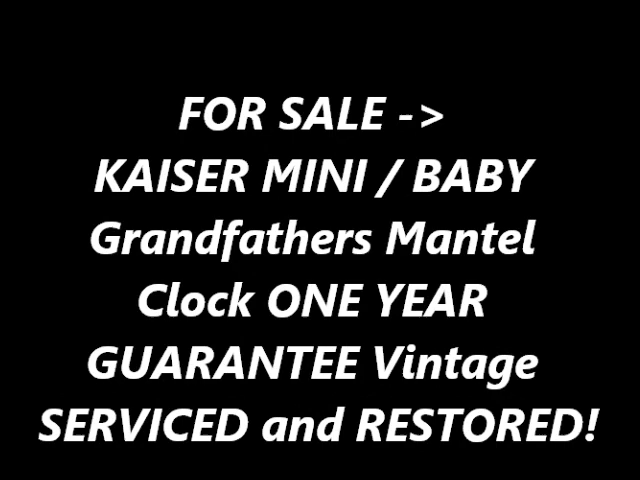 FOR SALE ->
KAISER MINI / BABY
Grandfathers Mantel
Clock ONE YEAR
GUARANTEE Vintage
SERVICED and RESTORED!